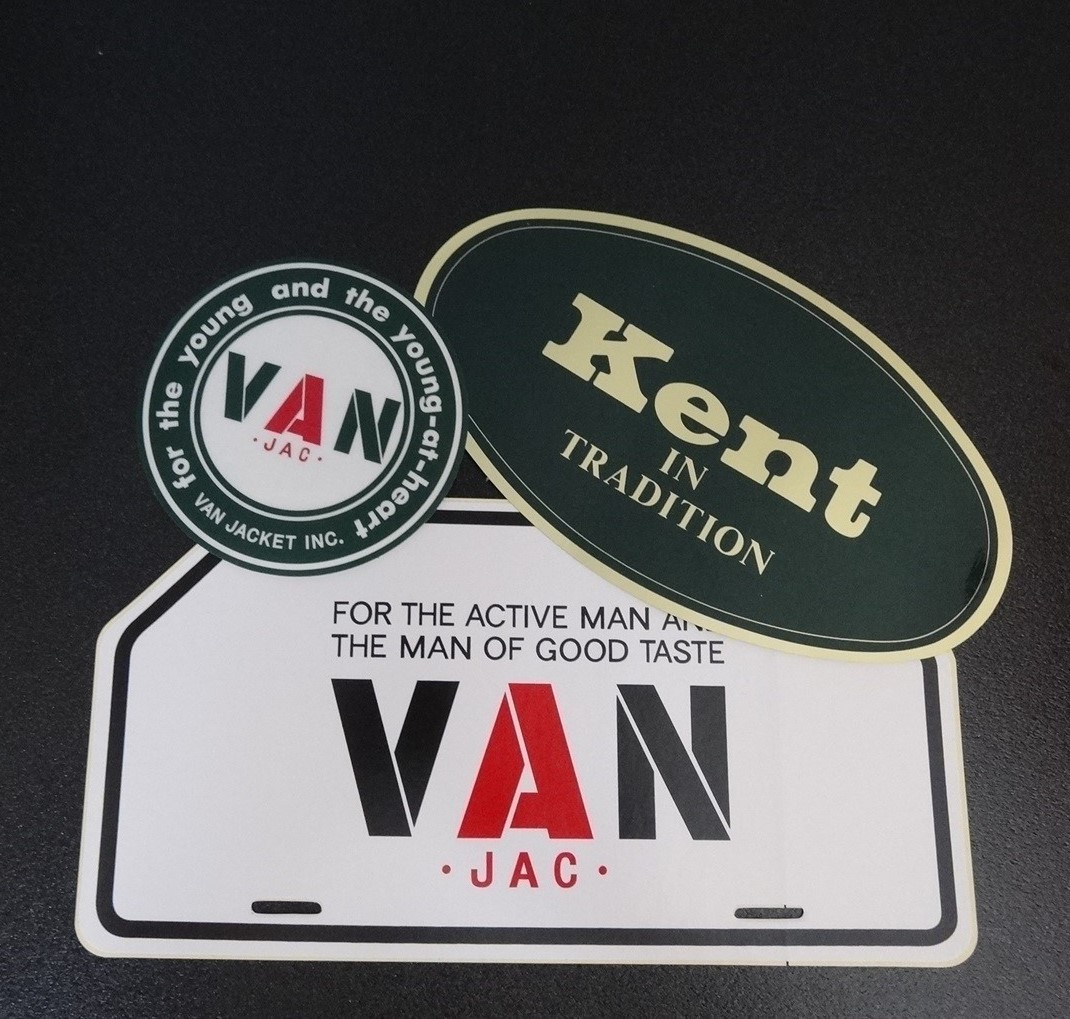 for the young and the young-at-heart
VAN
·JAC·
VAN JACKET INC.
Kent
IN
TRADITION
FOR THE ACTIVE MAN
THE MAN OF GOOD TASTE
VAN
·JAC·